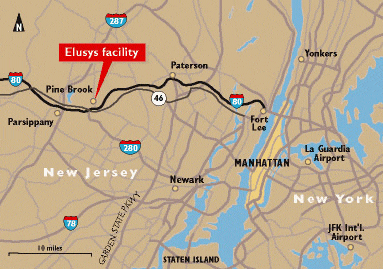 N
287
Elusys facility
Yonkers
80
Paterson
Pine Brook
46
80
Fort
Lee
Parsippany
280
MANHATTAN
La Guardia
Airport
New Jersey
Newark
New York
78
GARDEN STATE PKWY
JFK Int'l.
Airport
10 miles
STATEN ISLAND